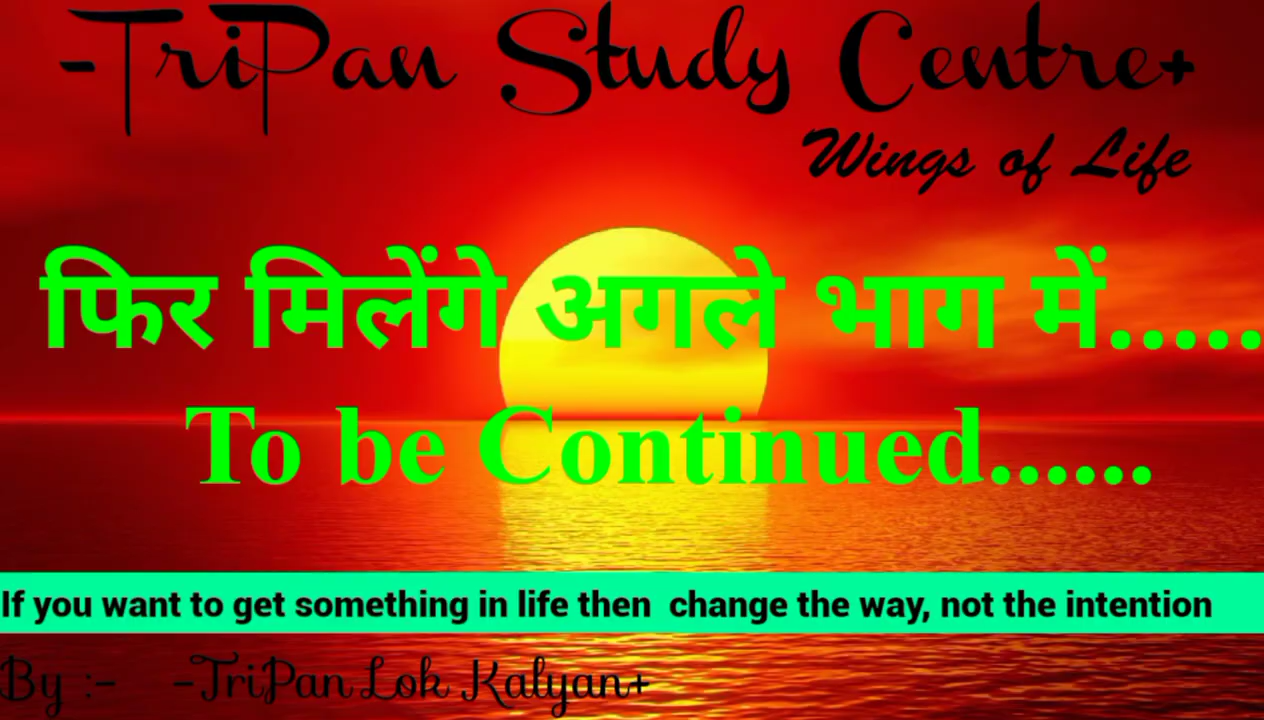 -TriPan Study Centre+
Wings of Life
फिर मिलेंगे अगले भाग में.....
To be Continued......
If you want to get something in life then change the way, not the intention
By :- -TriPan Lok Kalyan+